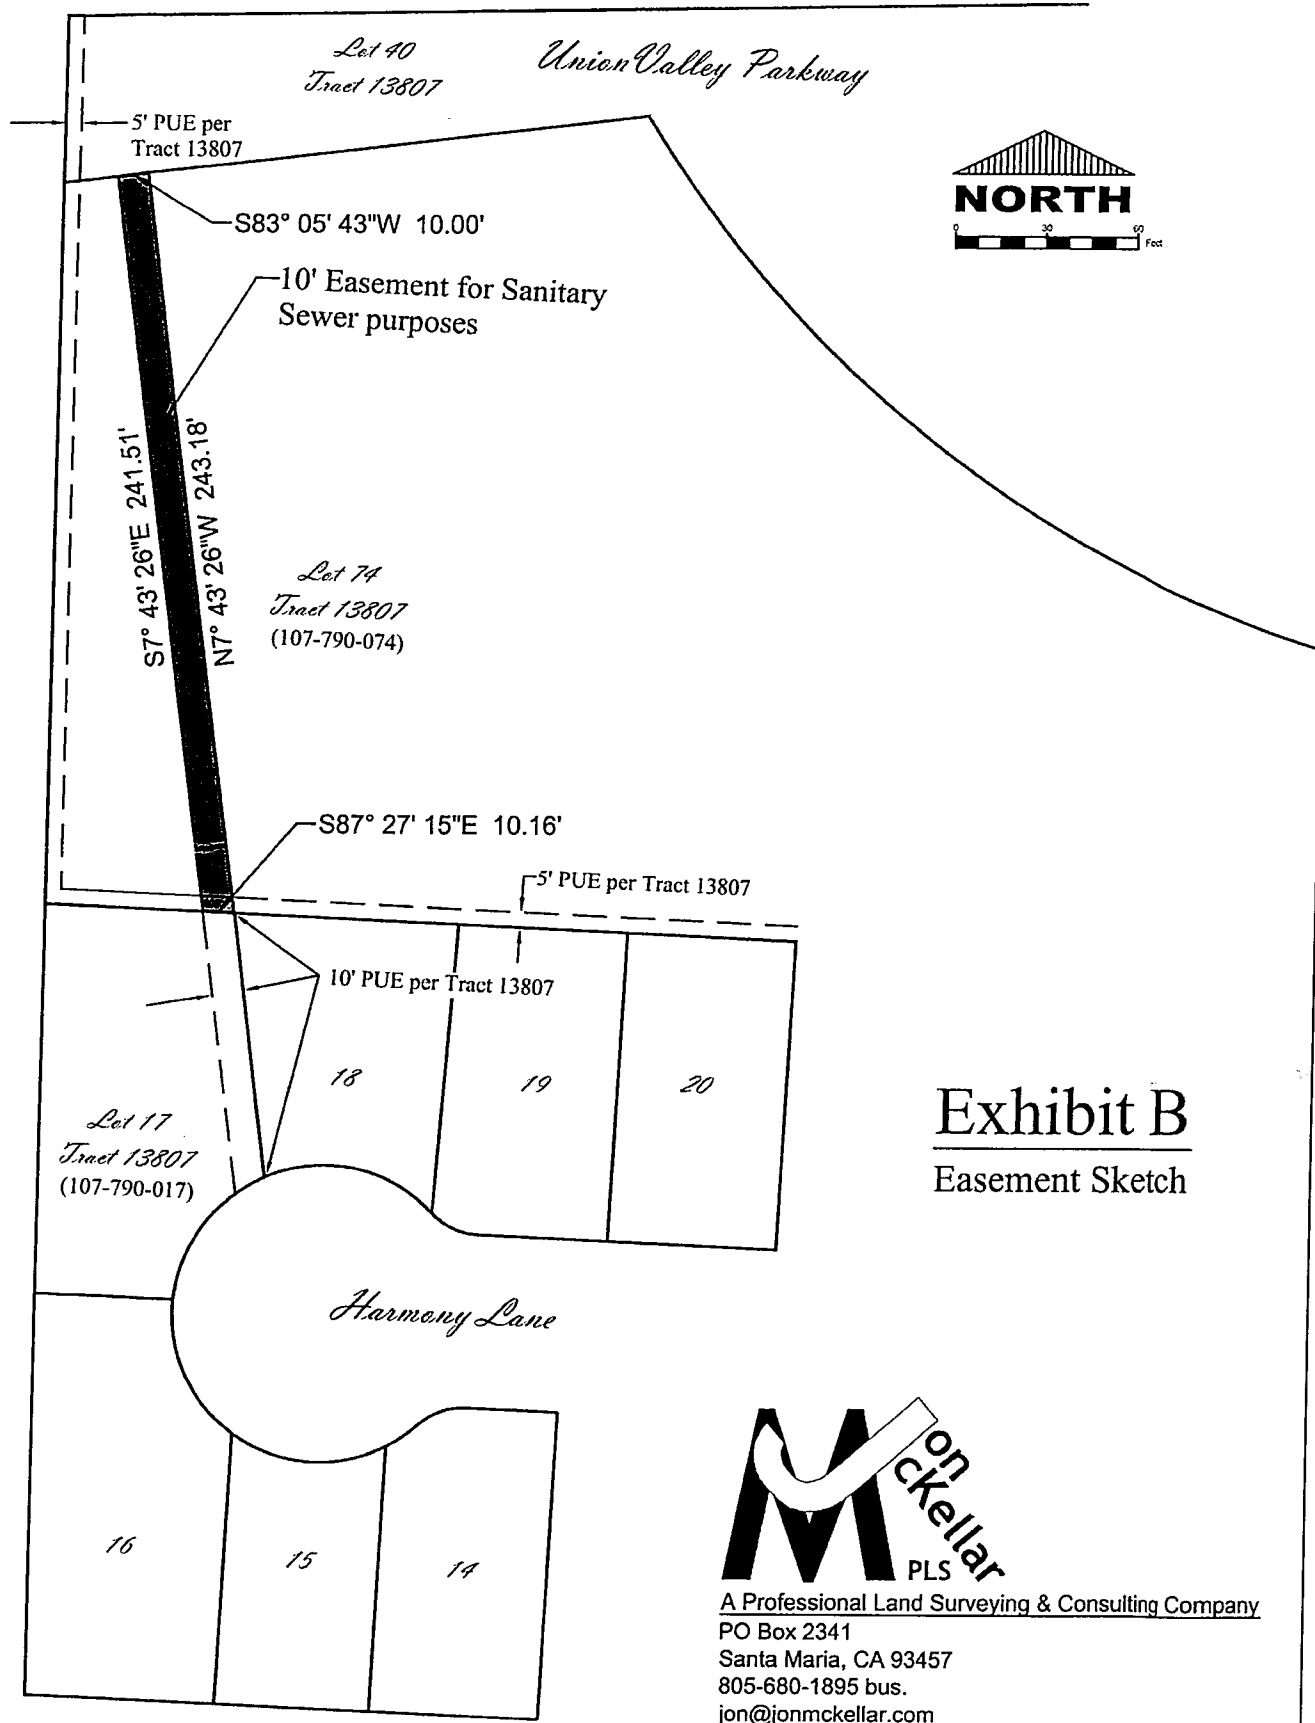 Lot 40
Tract 13807
Union Valley Parkway
5' PUE per
Tract 13807
NORTH
0 30 60
Feet
S83° 05' 43"W 10.00'
10' Easement for Sanitary
Sewer purposes
S7° 43' 26"E 241.51'
N7° 43' 26"W 243.18'
Lot 74
Tract 13807
(107-790-074)
S87° 27' 15"E 10.16'
5' PUE per Tract 13807
10' PUE per Tract 13807
18
19
20
Lot 17
Tract 13807
(107-790-017)
Exhibit B
Easement Sketch
Harmony Lane
16
15
14
M
Jon
McKellar
PLS
A Professional Land Surveying & Consulting Company
PO Box 2341
Santa Maria, CA 93457
805-680-1895 bus.
jon@jonmckellar.com